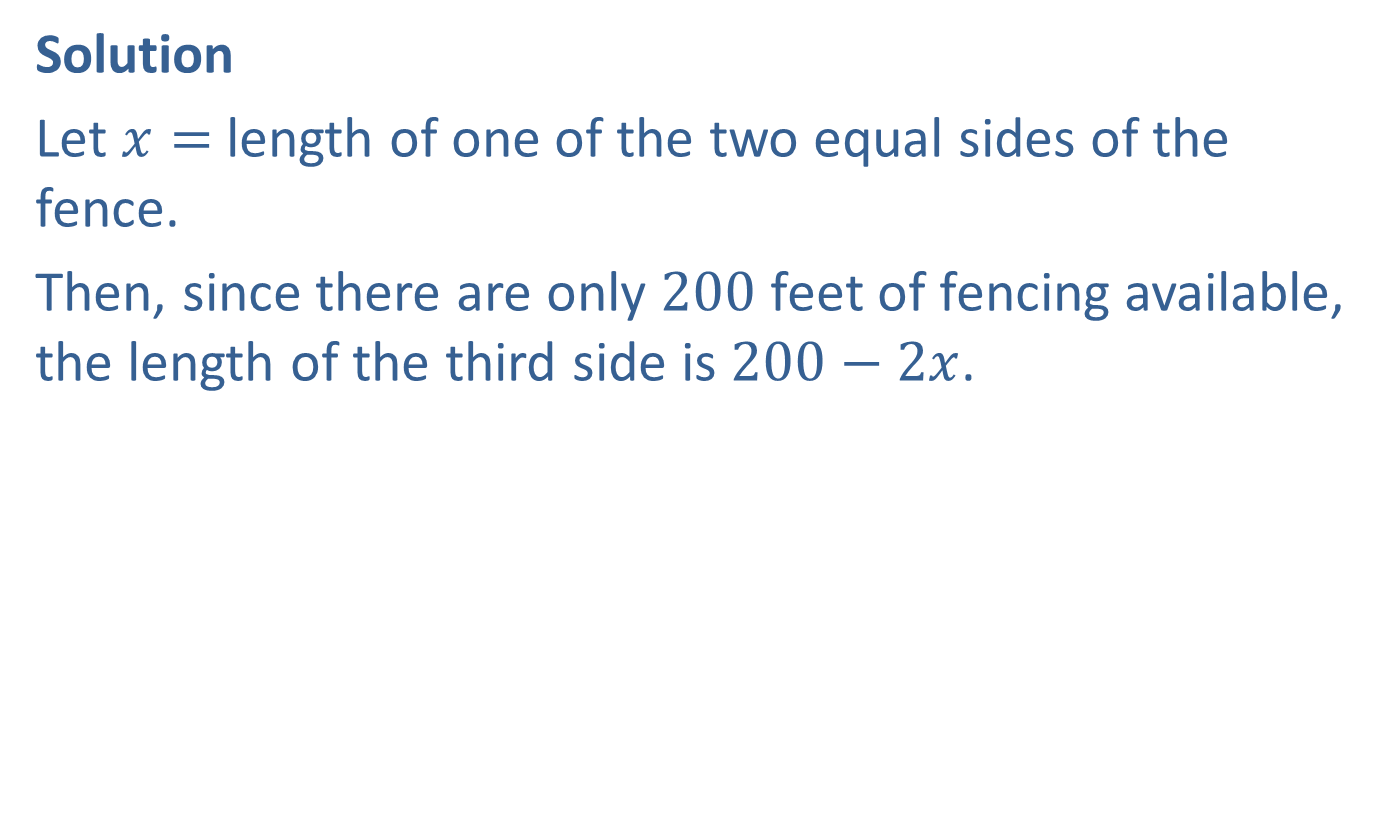 Solution
Let 𝑥 = length of one of the two equal sides of the
fence.
Then, since there are only 200 feet of fencing available,
the length of the third side is 200 − 2𝑥.